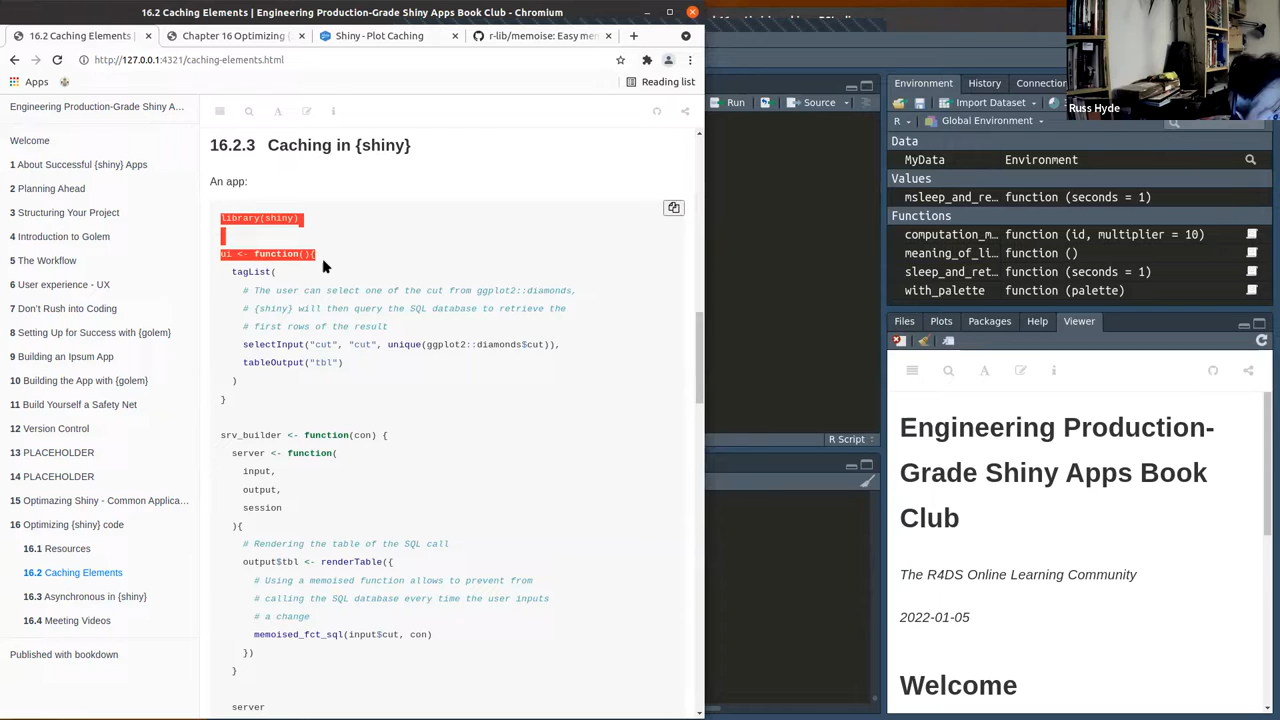 16.2 Caching Elements | Engineering Production-Grade Shiny Apps Book Club - Chromium
16.2 Caching Elements |
Chapter 16 Optimizing
Shiny - Plot Caching
r-lib/memoise: Easy mem
http://127.0.0.1:4321/caching-elements.html
Apps
Reading list
Engineering Production-Grade Shiny A...
Welcome
1 About Successful {shiny} Apps
2 Planning Ahead
3 Structuring Your Project
4 Introduction to Golem
5 The Workflow
6 User experience - UX
7 Don't Rush into Coding
8 Setting Up for Success with {golem}
9 Building an Ipsum App
10 Building the App with {golem}
11 Build Yourself a Safety Net
12 Version Control
13 PLACEHOLDER
14 PLACEHOLDER
15 Optimazing Shiny - Common Applica...
16 Optimizing {shiny} code
16.1 Resources
16.2 Caching Elements
16.3 Asynchronous in {shiny}
16.4 Meeting Videos
Published with bookdown
16.2.3 Caching in {shiny}
An app:
library(shiny)
ui <- function(){
tagList(
# The user can select one of the cut from ggplot2::diamonds,
# {shiny} will then query the SQL database to retrieve the
# first rows of the result
selectInput("cut", "cut", unique(ggplot2::diamonds$cut)),
tableOutput("tbl")
)
}
srv_builder <- function(con) {
server <- function(
input,
output,
session
){
# Rendering the table of the SQL call
output$tbl <- renderTable({
# Using a memoised function allows to prevent from
# calling the SQL database every time the user inputs
# a change
memoised_fct_sql(input$cut, con)
})
}
server
Run
Source
R Script
Environment
History
Connection
Import Dataset
R
Global Environment
Data
MyData Environment
Values
msleep_and_re... function (seconds = 1)
Functions
computation_m... function (id, multiplier = 10)
meaning_of_li... function ()
sleep_and_ret... function (seconds = 1)
with_palette function (palette)
Files
Plots
Packages
Help
Viewer
Engineering Production-
Grade Shiny Apps Book
Club
The R4DS Online Learning Community
2022-01-05
Welcome
Russ Hyde